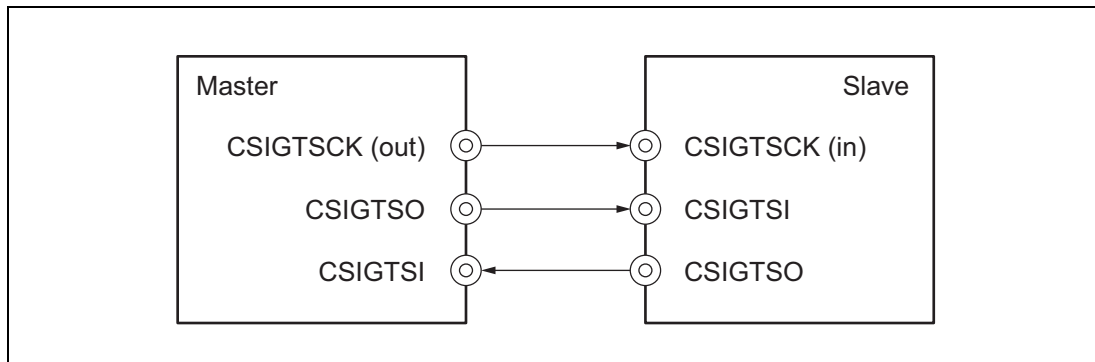 Master
CSIGTSCK (out)
CSIGTSO
CSIGTSI
Slave
CSIGTSCK (in)
CSIGTSI
CSIGTSO